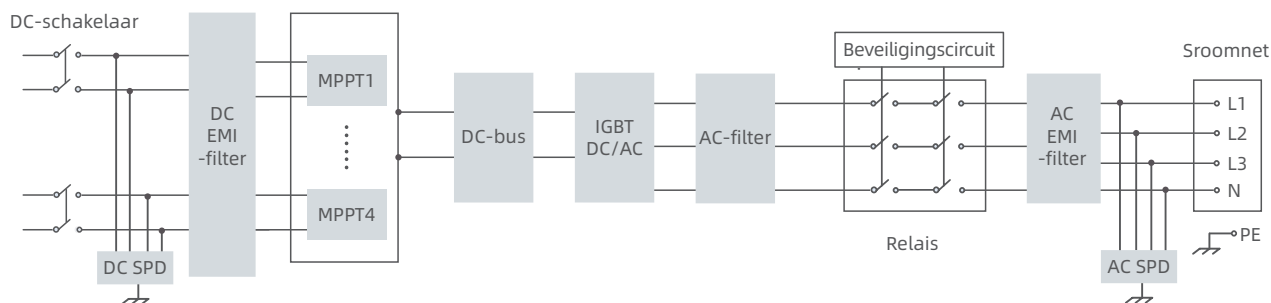 DC-schakelaar
DC SPD
DC
EMI
-filter
MPPT1
MPPT4
DC-bus
IGBT
DC/AC
AC-filter
Beveiligingscircuit
Relais
AC
EMI
-filter
AC SPD
Sroomnet
L1
L2
L3
N
PE